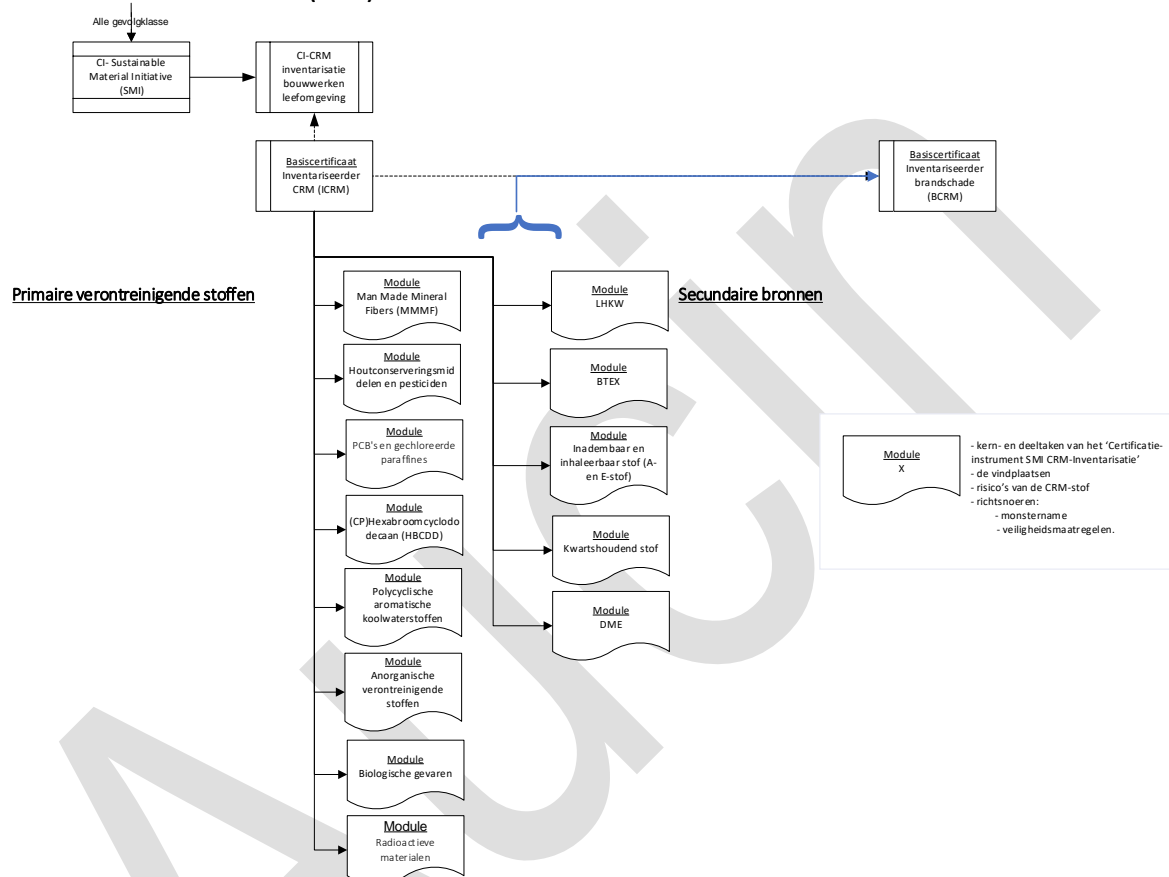 Alle gevolgklasse
CI- Sustainable
Material Initiative
(SMI)
CI-CRM
inventarisatie
bouwwerken
leefomgeving
Basiscertificaat
Inventariseerder
CRM (ICRM)
Basiscertificaat
Inventariseerder
brandschade
(BCRM)
Primaire verontreinigende stoffen
Secundaire bronnen
Module
Man Made Mineral
Fibers (MMMF)
Module
Houtconserveringsmid
delen en pesticiden
Module
PCB's en gechloreerde
paraffines
Module
(CP)Hexabroomcyclodo
decaan (HBCDD)
Module
Polycyclische
aromatische
koolwaterstoffen
Module
Anorganische
verontreinigende
stoffen
Module
Biologische gevaren
Module
Radioactieve
materialen
Module
LHKW
Module
BTEX
Module
Inadembaar en
inhaleerbaar stof (A-
en E-stof)
Module
Kwartshoudend stof
Module
DME
Module
X
- kern- en deeltaken van het ‘Certificatie-
instrument SMI CRM-Inventarisatie’
- de vindplaatsen
- risico’s van de CRM-stof
- richtsnoeren:
- monstername
- veiligheidsmaatregelen.